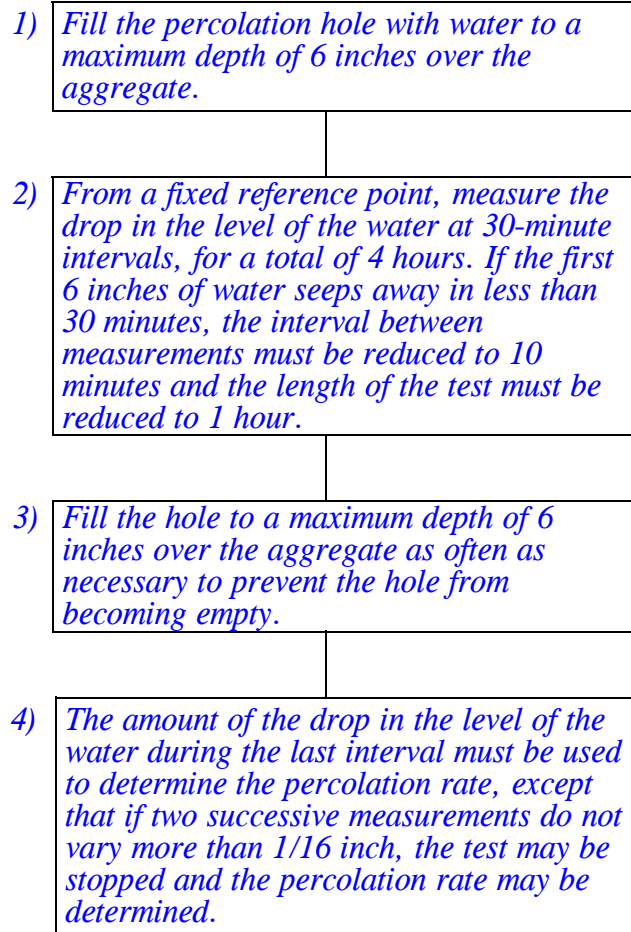 1) Fill the percolation hole with water to a
maximum depth of 6 inches over the
aggregate.
2) From a fixed reference point, measure the
drop in the level of the water at 30-minute
intervals, for a total of 4 hours. If the first
6 inches of water seeps away in less than
30 minutes, the interval between
measurements must be reduced to 10
minutes and the length of the test must be
reduced to 1 hour.
3) Fill the hole to a maximum depth of 6
inches over the aggregate as often as
necessary to prevent the hole from
becoming empty.
4) The amount of the drop in the level of the
water during the last interval must be used
to determine the percolation rate, except
that if two successive measurements do not
vary more than 1/16 inch, the test may be
stopped and the percolation rate may be
determined.